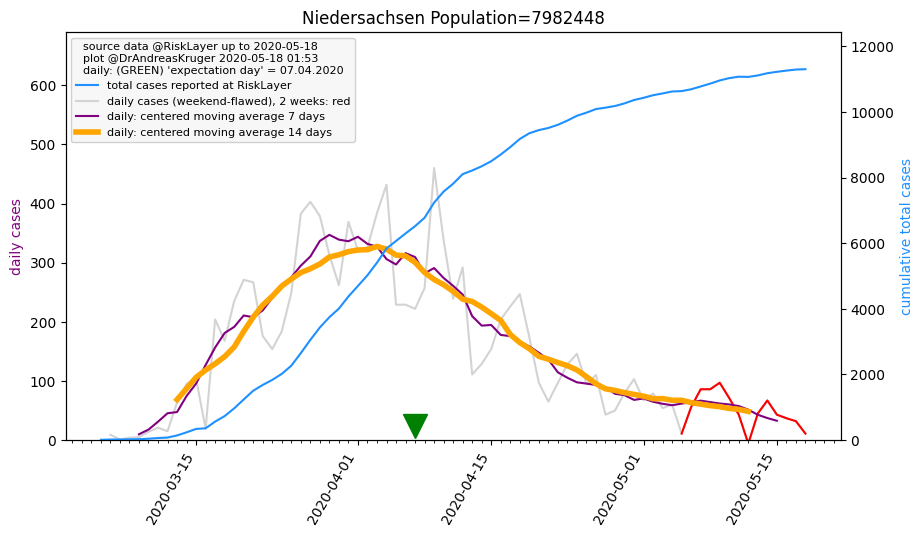 Niedersachsen Population=7982448
source data @RiskLayer up to 2020-05-18
plot @DrAndreasKruger 2020-05-18 01:53
daily: (GREEN) 'expectation day' = 07.04.2020
total cases reported at RiskLayer
daily cases (weekend-flawed), 2 weeks: red
daily: centered moving average 7 days
daily: centered moving average 14 days
daily cases
600
500
400
300
200
100
0
12000
10000
8000
6000
4000
2000
0
cumulative total cases
2020-03-15
2020-04-01
2020-04-15
2020-05-01
2020-05-15